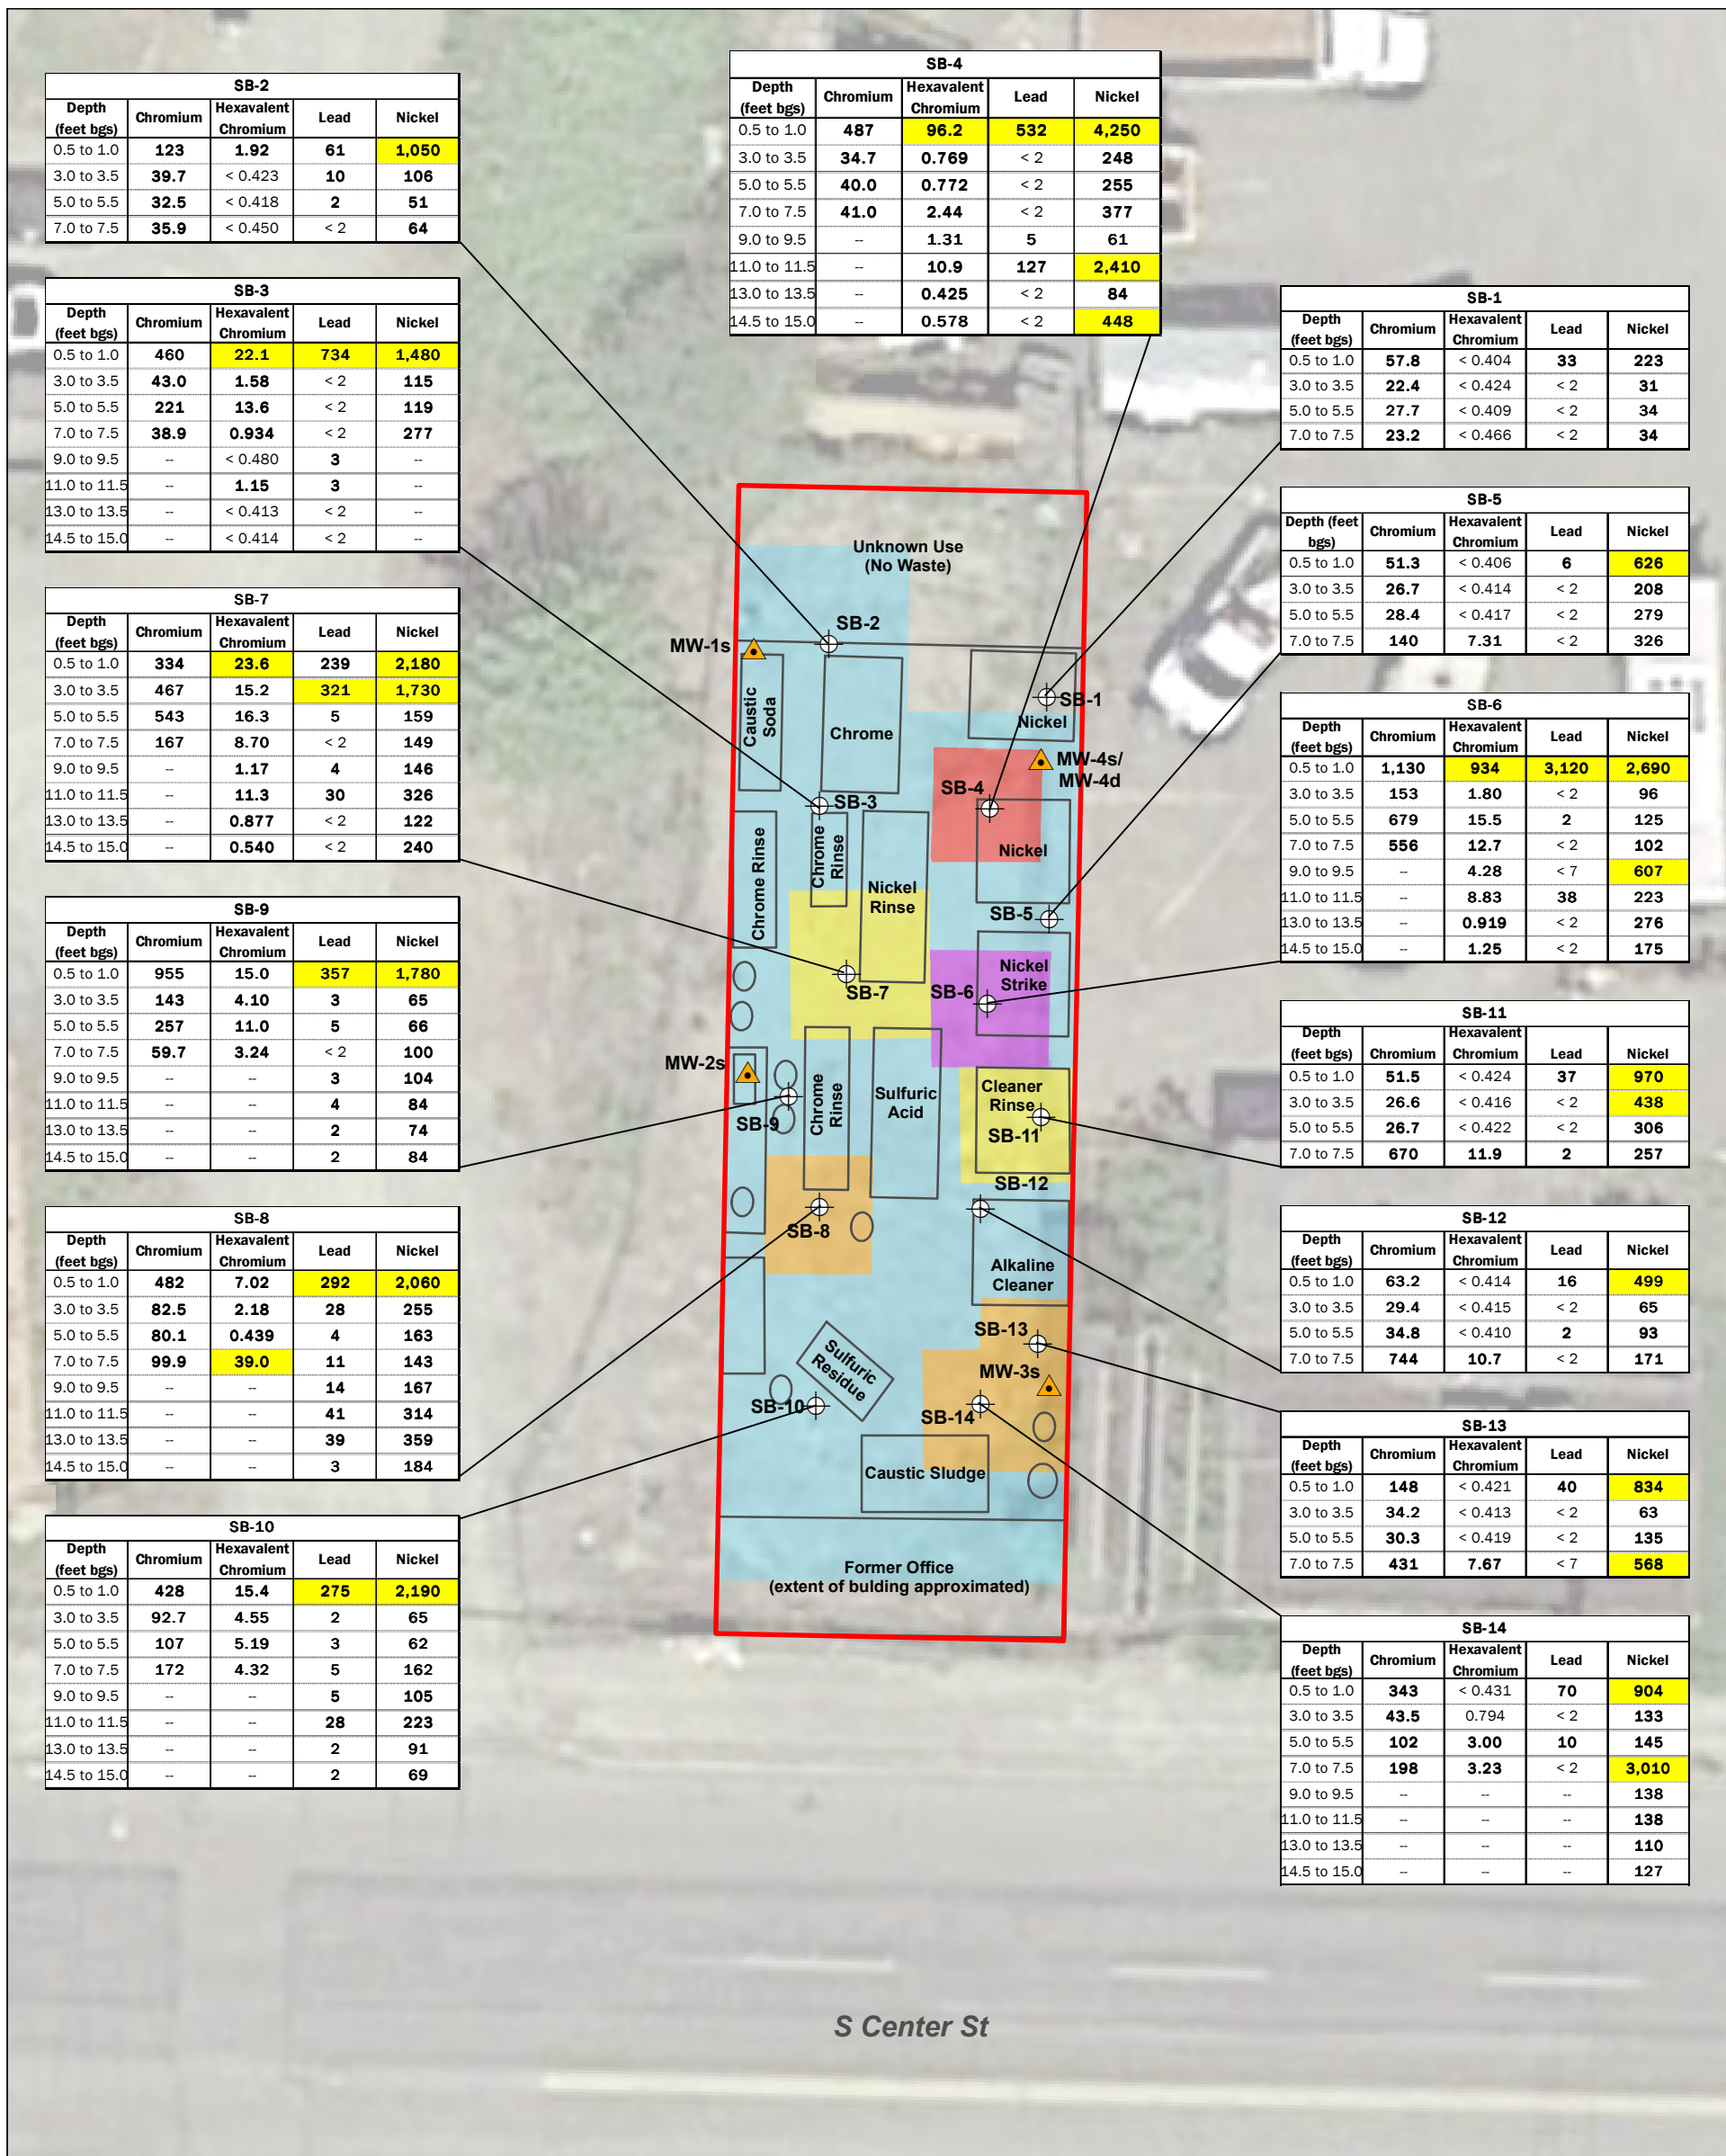 SB-2
Depth (feet bgs) Chromium Hexavalent Chromium Lead Nickel
0.5 to 1.0 123 1.92 61 1,050
3.0 to 3.5 39.7 < 0.423 10 106
5.0 to 5.5 32.5 < 0.418 2 51
7.0 to 7.5 35.9 < 0.450 < 2 64
SB-3
Depth (feet bgs) Chromium Hexavalent Chromium Lead Nickel
0.5 to 1.0 460 22.1 734 1,480
3.0 to 3.5 43.0 1.58 < 2 115
5.0 to 5.5 221 13.6 < 2 119
7.0 to 7.5 38.9 0.934 < 2 277
9.0 to 9.5 -- < 0.480 3 --
11.0 to 11.5 -- 1.15 3 --
13.0 to 13.5 -- < 0.413 < 2 --
14.5 to 15.0 -- < 0.414 < 2 --
SB-7
Depth (feet bgs) Chromium Hexavalent Chromium Lead Nickel
0.5 to 1.0 334 23.6 239 2,180
3.0 to 3.5 467 15.2 321 1,730
5.0 to 5.5 543 16.3 5 159
7.0 to 7.5 167 8.70 < 2 149
9.0 to 9.5 -- 1.17 4 146
11.0 to 11.5 -- 11.3 30 326
13.0 to 13.5 -- 0.877 < 2 122
14.5 to 15.0 -- 0.540 < 2 240
SB-9
Depth (feet bgs) Chromium Hexavalent Chromium Lead Nickel
0.5 to 1.0 955 15.0 357 1,780
3.0 to 3.5 143 4.10 3 65
5.0 to 5.5 257 11.0 5 66
7.0 to 7.5 59.7 3.24 < 2 100
9.0 to 9.5 -- -- 3 104
11.0 to 11.5 -- -- 4 84
13.0 to 13.5 -- -- 2 74
14.5 to 15.0 -- -- 2 84
SB-8
Depth (feet bgs) Chromium Hexavalent Chromium Lead Nickel
0.5 to 1.0 482 7.02 292 2,060
3.0 to 3.5 82.5 2.18 28 255
5.0 to 5.5 80.1 0.439 4 163
7.0 to 7.5 99.9 39.0 11 143
9.0 to 9.5 -- -- 14 167
11.0 to 11.5 -- -- 41 314
13.0 to 13.5 -- -- 39 359
14.5 to 15.0 -- -- 3 184
SB-10
Depth (feet bgs) Chromium Hexavalent Chromium Lead Nickel
0.5 to 1.0 428 15.4 275 2,190
3.0 to 3.5 92.7 4.55 2 65
5.0 to 5.5 107 5.19 3 62
7.0 to 7.5 172 4.32 5 162
9.0 to 9.5 -- -- 5 105
11.0 to 11.5 -- -- 28 223
13.0 to 13.5 -- -- 2 91
14.5 to 15.0 -- -- 2 69
SB-4
Depth (feet bgs) Chromium Hexavalent Chromium Lead Nickel
0.5 to 1.0 487 96.2 532 4,250
3.0 to 3.5 34.7 0.769 < 2 248
5.0 to 5.5 40.0 0.772 < 2 255
7.0 to 7.5 41.0 2.44 < 2 377
9.0 to 9.5 -- 1.31 5 61
11.0 to 11.5 -- 10.9 127 2,410
13.0 to 13.5 -- 0.425 < 2 84
14.5 to 15.0 -- 0.578 < 2 448
Unknown Use
(No Waste)
SB-2
MW-1s
Caustic
Soda
Chrome
SB-1
Nickel
MW-4s/
MW-4d
SB-4
SB-3
Chrome Rinse
Chrome
Rinse
Nickel
Rinse
Nickel
SB-5
Nickel
Strike
SB-7
SB-6
MW-2s
Chrome
Rinse
Sulfuric
Acid
Cleaner
Rinse
SB-9
SB-11
SB-12
SB-8
Alkaline
Cleaner
SB-13
Sulfuric
Residue
MW-3s
SB-10
SB-14
Caustic Sludge
Former Office
(extent of bulding approximated)
S Center St
SB-1
Depth (feet bgs) Chromium Hexavalent Chromium Lead Nickel
0.5 to 1.0 57.8 < 0.404 33 223
3.0 to 3.5 22.4 < 0.424 < 2 31
5.0 to 5.5 27.7 < 0.409 < 2 34
7.0 to 7.5 23.2 < 0.466 < 2 34
SB-5
Depth (feet bgs) Chromium Hexavalent Chromium Lead Nickel
0.5 to 1.0 51.3 < 0.406 6 626
3.0 to 3.5 26.7 < 0.414 < 2 208
5.0 to 5.5 28.4 < 0.417 < 2 279
7.0 to 7.5 140 7.31 < 2 326
SB-6
Depth (feet bgs) Chromium Hexavalent Chromium Lead Nickel
0.5 to 1.0 1,130 934 3,120 2,690
3.0 to 3.5 153 1.80 < 2 96
5.0 to 5.5 679 15.5 2 125
7.0 to 7.5 556 12.7 < 2 102
9.0 to 9.5 -- 4.28 < 7 607
11.0 to 11.5 -- 8.83 38 223
13.0 to 13.5 -- 0.919 < 2 276
14.5 to 15.0 -- 1.25 < 2 175
SB-11
Depth (feet bgs) Chromium Hexavalent Chromium Lead Nickel
0.5 to 1.0 51.5 < 0.424 37 970
3.0 to 3.5 26.6 < 0.416 < 2 438
5.0 to 5.5 26.7 < 0.422 < 2 306
7.0 to 7.5 670 11.9 2 257
SB-12
Depth (feet bgs) Chromium Hexavalent Chromium Lead Nickel
0.5 to 1.0 63.2 < 0.414 16 499
3.0 to 3.5 29.4 < 0.415 < 2 65
5.0 to 5.5 34.8 < 0.410 2 93
7.0 to 7.5 744 10.7 < 2 171
SB-13
Depth (feet bgs) Chromium Hexavalent Chromium Lead Nickel
0.5 to 1.0 148 < 0.421 40 834
3.0 to 3.5 34.2 < 0.413 < 2 63
5.0 to 5.5 30.3 < 0.419 < 2 135
7.0 to 7.5 431 7.67 < 7 568
SB-14
Depth (feet bgs) Chromium Hexavalent Chromium Lead Nickel
0.5 to 1.0 343 < 0.431 70 904
3.0 to 3.5 43.5 0.794 < 2 133
5.0 to 5.5 102 3.00 10 145
7.0 to 7.5 198 3.23 < 2 3,010
9.0 to 9.5 -- -- -- 138
11.0 to 11.5 -- -- -- 138
13.0 to 13.5 -- -- -- 110
14.5 to 15.0 -- -- -- 127